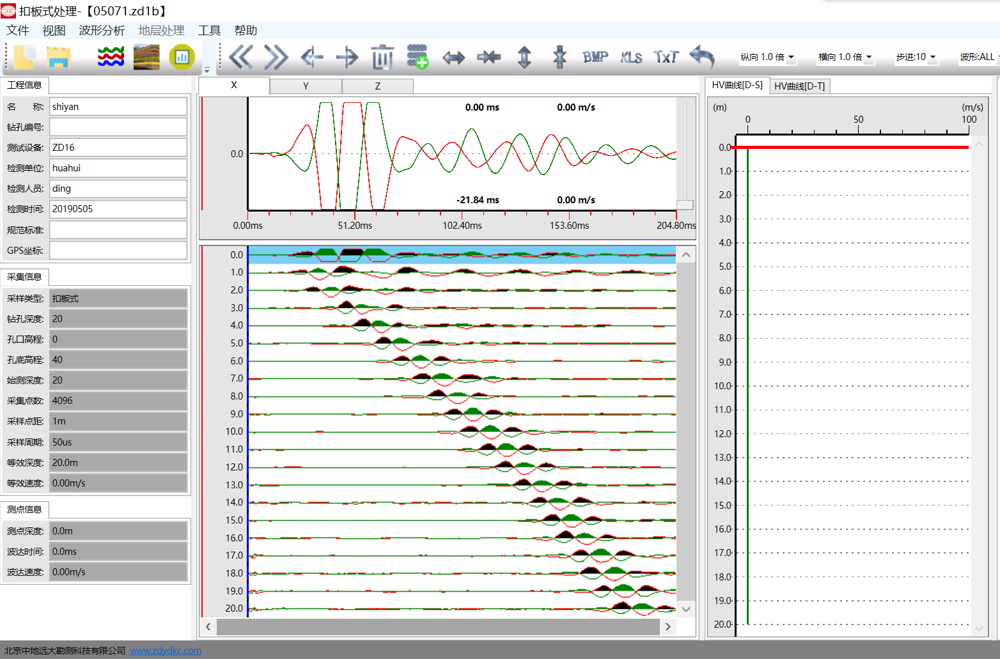 扣板式处理-【05071.zd1b】
文件 视图 波形分析 地层处理 工具 帮助
BMP XLS TXT 纵向 1.0 倍 横向 1.0 倍 步进:10 波形:ALL
工程信息
名 称: shiyan
钻孔编号:
测试设备: ZD16
检测单位: huahui
检测人员: ding
检测时间: 20190505
规范标准:
GPS坐标:
采集信息
采样类型: 扣板式
钻孔深度: 20
孔口高程: 0
孔底高程: 40
始测深度: 20
采集点数: 4096
采样点距: 1m
采样周期: 50us
等效深度: 20.0m
等效速度: 0.00m/s
测点信息
测点深度: 0.0m
波达时间: 0.0ms
波达速度: 0.00m/s
X Y Z
0.00 ms 0.00 m/s
0.0
-21.84 ms 0.00 m/s
0.00ms 51.20ms 102.40ms 153.60ms 204.80ms
0.0
1.0
2.0
3.0
4.0
5.0
6.0
7.0
8.0
9.0
10.0
11.0
12.0
13.0
14.0
15.0
16.0
17.0
18.0
19.0
20.0
HV曲线[D-S] HV曲线[D-T]
(m) (m/s)
0 50 100
0.0
1.0
2.0
3.0
4.0
5.0
6.0
7.0
8.0
9.0
10.0
11.0
12.0
13.0
14.0
15.0
16.0
17.0
18.0
19.0
20.0
北京中地远大勘测科技有限公司 www.zdydkc.com